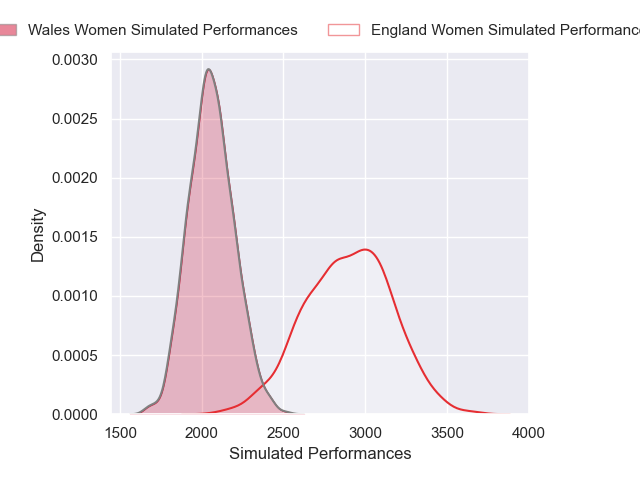 Wales Women Simulated Performances
England Women Simulated
0.0030
0.0025
0.0020
0.0015
0.0010
0.0005
0.0000
Density
1500 2000 2500 3000 3500 4000
Simulated Performances